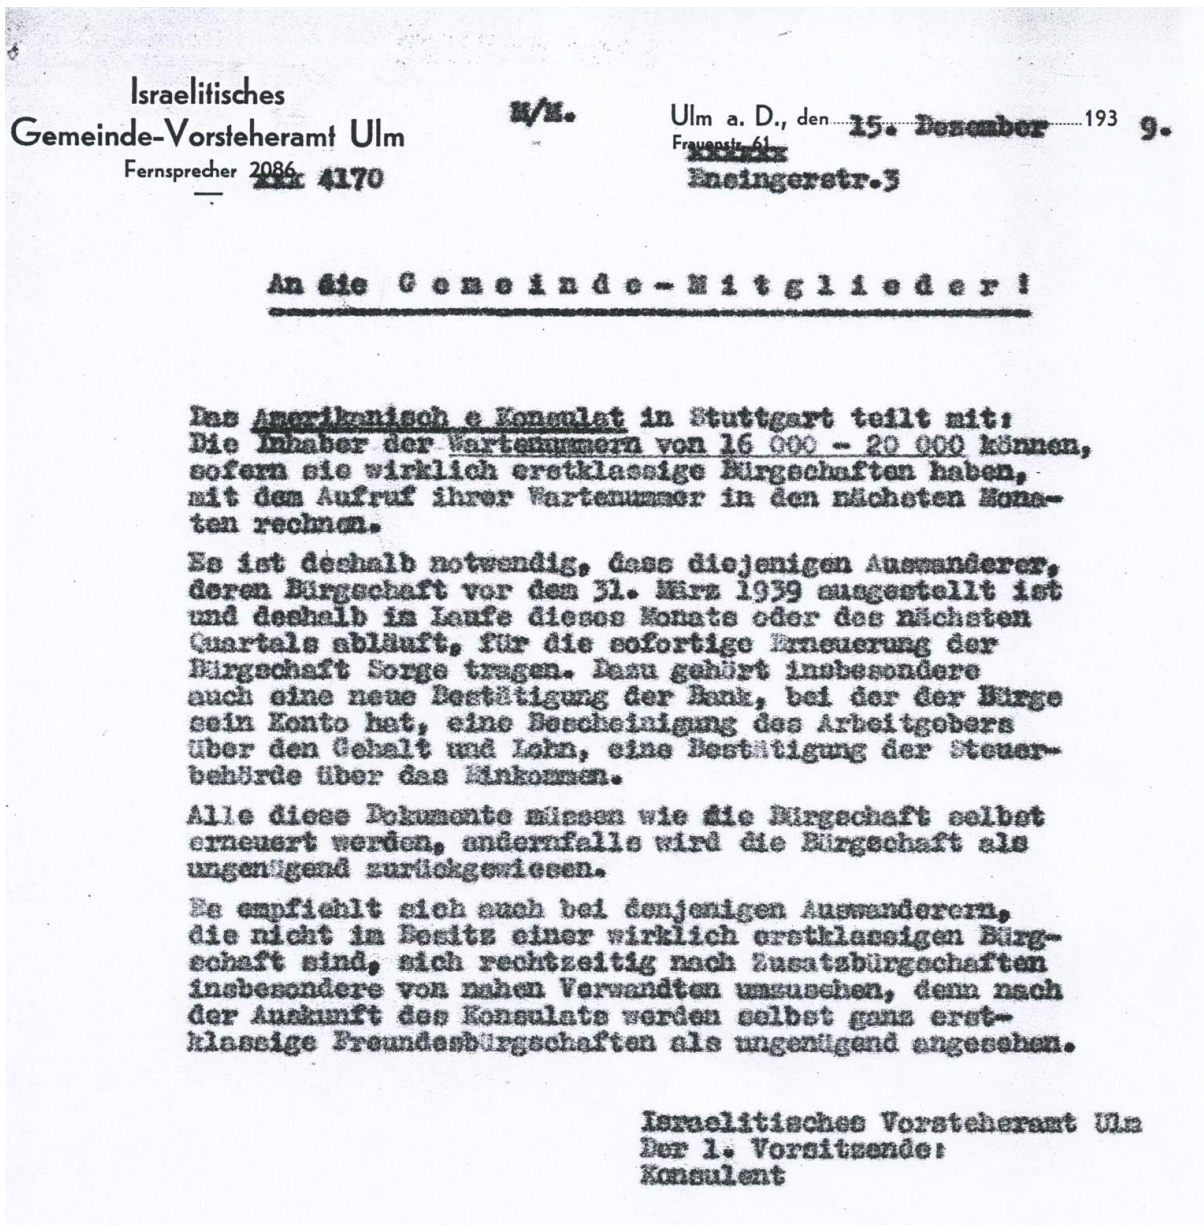 Israelitisches
Gemeinde-Vorsteheramt Ulm
Fernsprecher 2086 4170
M/M.
Ulm a. D., den 15. Dezember 1939.
Frauenstr. 61
Ensingerstr.3
An die Gemeinde-Mitglieder!
Das Amerikanisch e Konsulat in Stuttgart teilt mit:
Die Inhaber der Wartenummern von 16 000 - 20 000 können,
sofern sie wirklich erstklassige Bürgschaften haben,
mit dem Aufruf ihrer Wartenummer in den nächsten Mona-
ten rechnen.
Es ist deshalb notwendig, dass diejenigen Auswanderer,
deren Bürgschaft vor dem 31. März 1939 ausgestellt ist
und deshalb im Laufe dieses Monats oder des nächsten
Quartals abläuft, für die sofortige Erneuerung der
Bürgschaft Sorge tragen. Dazu gehört insbesondere
auch eine neue Bestätigung der Bank, bei der der Bürge
sein Konto hat, eine Bescheinigung des Arbeitgebers
über den Gehalt und Lohn, eine Bestätigung der Steuer-
behörde über das Einkommen.
Alle diese Dokumente müssen wie die Bürgschaft selbst
erneuert werden, andernfalls wird die Bürgschaft als
ungenügend zurückgewiesen.
Es empfiehlt sich auch bei denjenigen Auswanderern,
die nicht im Besitz einer wirklich erstklassigen Bürg-
schaft sind, sich rechtzeitig nach Zusatzbürgschaften
insbesondere von nahen Verwandten umzusehen, denn nach
der Auskunft des Konsulats werden selbst ganz erst-
klassige Freundesbürgschaften als ungenügend angesehen.
Israelitisches Vorsteheramt Ulm
Der 1. Vorsitzende:
Konsulent